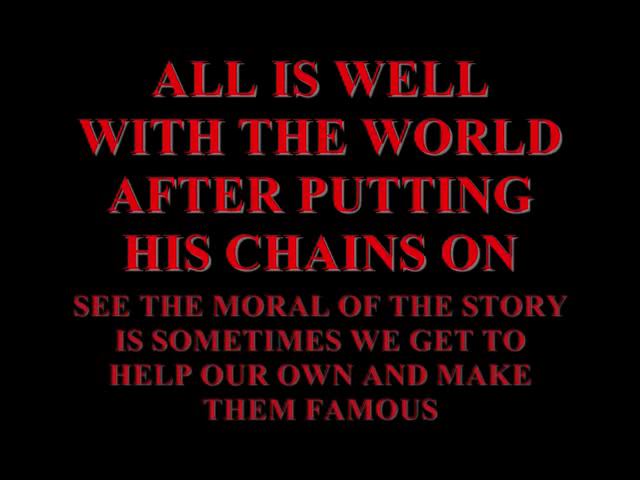 ALL IS WELL
WITH THE WORLD
AFTER PUTTING
HIS CHAINS ON
SEE THE MORAL OF THE STORY
IS SOMETIMES WE GET TO
HELP OUR OWN AND MAKE
THEM FAMOUS